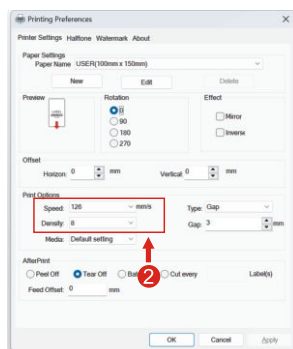 Printing Preferences
Printer Settings Halftone Watermark About
Paper Settings
Paper Name USER(100mm x 150mm)
New Edit Delete
Preview Rotation Effect
0
90
180
270
Mirror
Inverse
Offset
Horizon 0 mm Vertical 0 mm
Print Options
Speed: 126 mm/s Type: Gap
Density: 8 Gap 3 mm
Media: Default setting
2
AfterPrint
Peel Off Tear Off Cut every Label(s)
Feed Offset: 0 mm
OK Cancel Apply